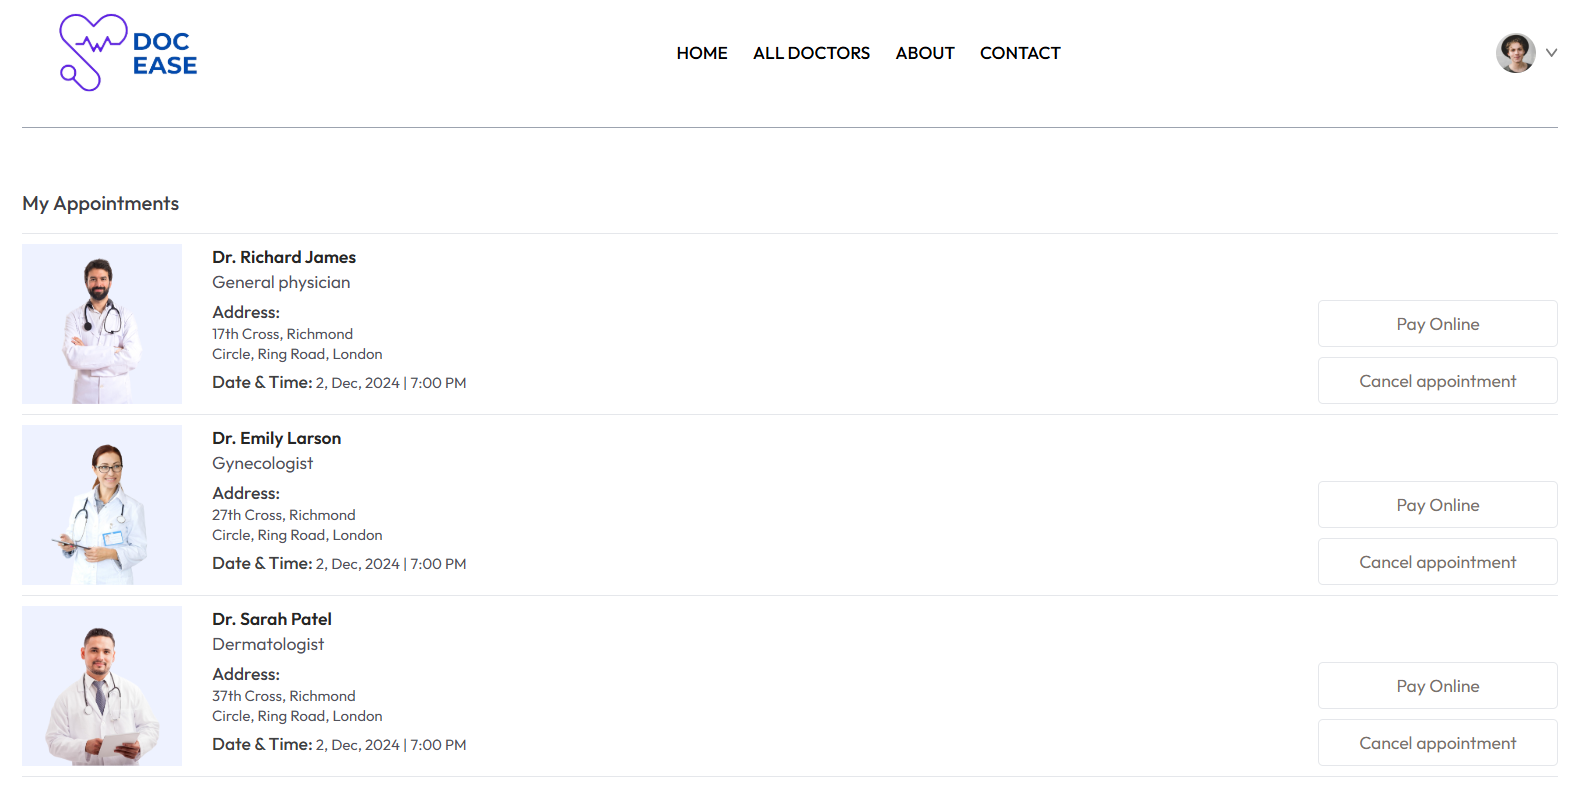 DOC
EASE
HOME ALL DOCTORS ABOUT CONTACT
My Appointments
Dr. Richard James
General physician
Address:
17th Cross, Richmond
Circle, Ring Road, London
Date & Time: 2, Dec, 2024 | 7:00 PM
Pay Online
Cancel appointment
Dr. Emily Larson
Gynecologist
Address:
27th Cross, Richmond
Circle, Ring Road, London
Date & Time: 2, Dec, 2024 | 7:00 PM
Pay Online
Cancel appointment
Dr. Sarah Patel
Dermatologist
Address:
37th Cross, Richmond
Circle, Ring Road, London
Date & Time: 2, Dec, 2024 | 7:00 PM
Pay Online
Cancel appointment